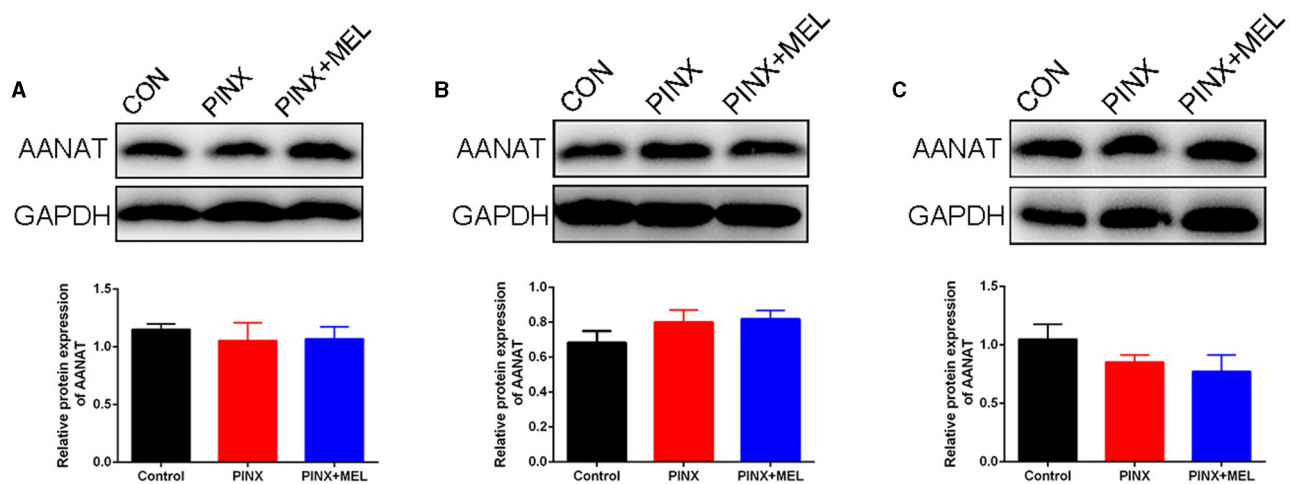 A
CON
PINX
PINX+MEL
AANAT
GAPDH
Relative protein expression
of AANAT
1.5
1.0
0.5
0.0
Control
PINX
PINX+MEL
B
CON
PINX
PINX+MEL
AANAT
GAPDH
Relative protein expression
of AANAT
1.0
0.8
0.6
0.4
0.2
0.0
Control
PINX
PINX+MEL
C
CON
PINX
PINX+MEL
AANAT
GAPDH
Relative protein expression
of AANAT
1.5
1.0
0.5
0.0
Control
PINX
PINX+MEL